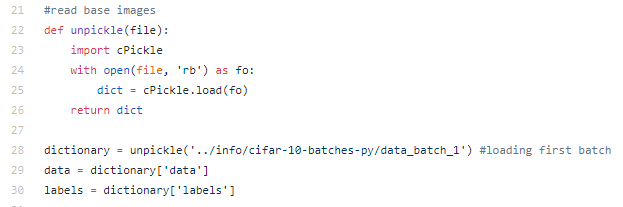 21 #read base images
22 def unpickle(file):
23     import cPickle
24     with open(file, 'rb') as fo:
25         dict = cPickle.load(fo)
26     return dict
27
28 dictionary = unpickle('../info/cifar-10-batches-py/data_batch_1') #loading first batch
29 data = dictionary['data']
30 labels = dictionary['labels']